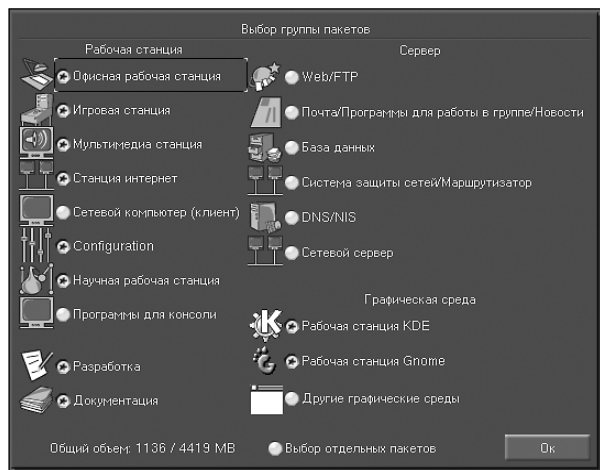 Выбор группы пакетов
Рабочая станция
Офисная рабочая станция
Игровая станция
Мультимедиа станция
Станция интернет
Сетевой компьютер (клиент)
Configuration
Научная рабочая станция
Программы для консоли
Разработка
Документация
Сервер
Web/FTP
Почта/Программы для работы в группе/Новости
База данных
Система защиты сетей/Маршрутизатор
DNS/NIS
Сетевой сервер
Графическая среда
Рабочая станция KDE
Рабочая станция Gnome
Другие графические среды
Общий объем: 1136 / 4419 MB
Выбор отдельных пакетов
Ок